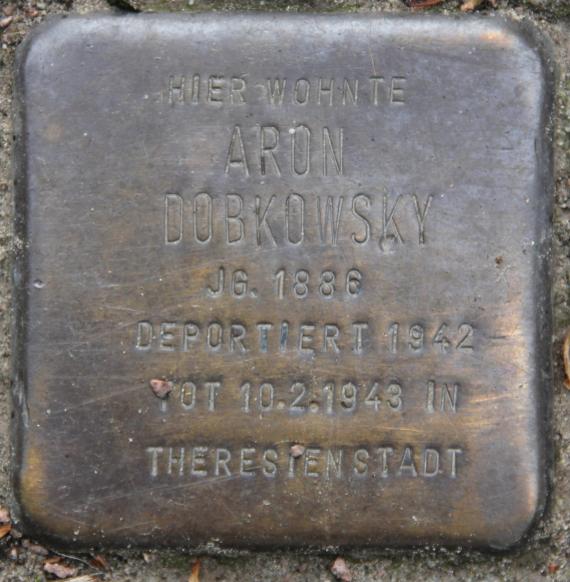 HIER WOHNTE
ARON
DOBKOWSKY
JG. 1886
DEPORTIERT 1942
TOT 10.2.1943 IN
THERESIENSTADT